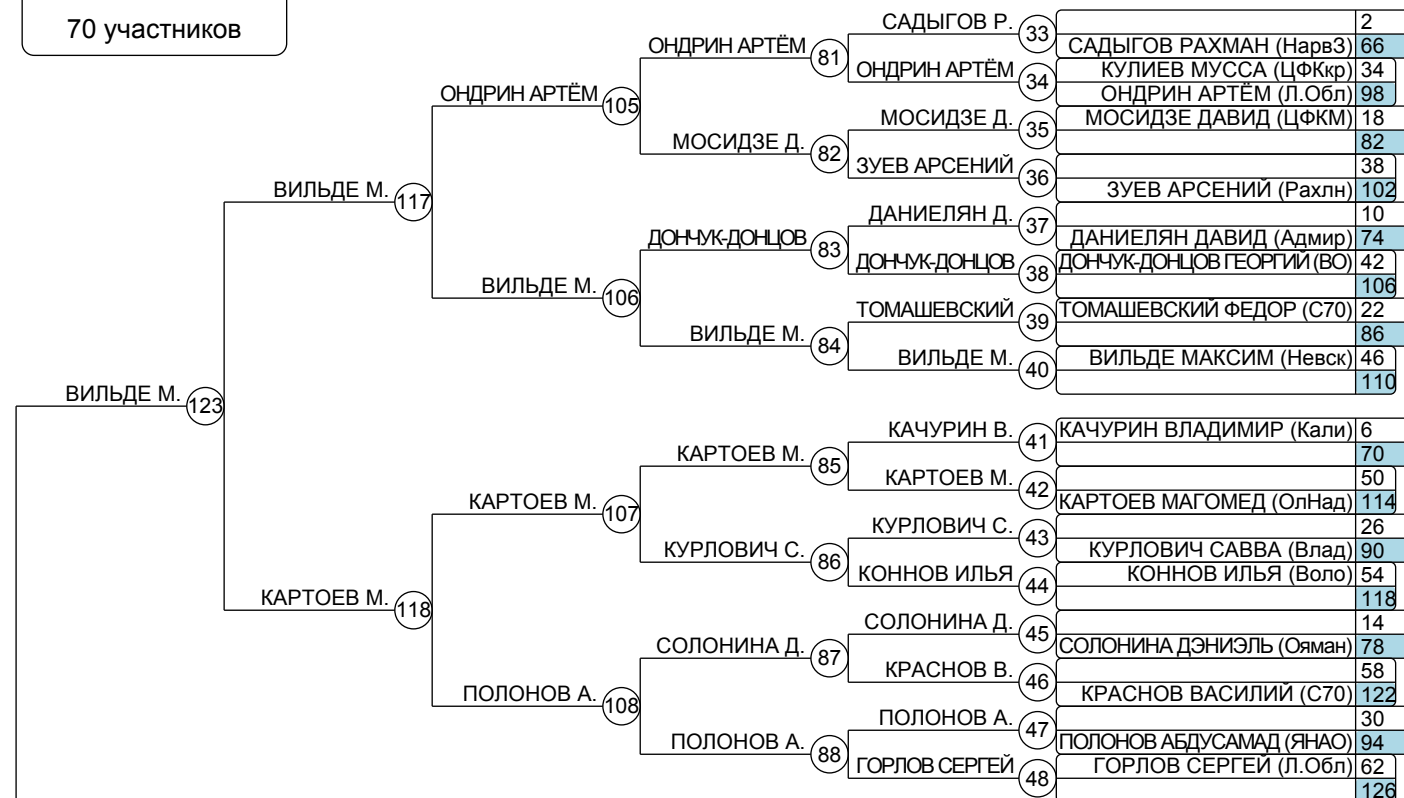 70 участников
САДЫГОВ Р. 33 2
ОНДРИН АРТЁМ 81 САДЫГОВ РАХМАН (Нарв3) 66
ОНДРИН АРТЁМ 34 КУЛИЕВ МУССА (ЦФКкр) 34
ОНДРИН АРТЁМ 105 ОНДРИН АРТЁМ (Л.Обл) 98
МОСИДЗЕ Д. 35 МОСИДЗЕ ДАВИД (ЦФКМ) 18
МОСИДЗЕ Д. 82 82
ЗУЕВ АРСЕНИЙ 36 38
ВИЛЬДЕ М. 117 ЗУЕВ АРСЕНИЙ (Рахлн) 102
ДАНИЕЛЯН Д. 37 10
ДОНЧУК-ДОНЦОВ 83 ДАНИЕЛЯН ДАВИД (Адмир) 74
ДОНЧУК-ДОНЦОВ 38 ДОНЧУК-ДОНЦОВ ГЕОРГИЙ (ВО) 42
ВИЛЬДЕ М. 106 106
ТОМАШЕВСКИЙ 39 ТОМАШЕВСКИЙ ФЕДОР (С70) 22
ВИЛЬДЕ М. 84 86
ВИЛЬДЕ М. 40 ВИЛЬДЕ МАКСИМ (Невск) 46
110
ВИЛЬДЕ М. 123
КАЧУРИН В. 41 КАЧУРИН ВЛАДИМИР (Кали) 6
КАРТОЕВ М. 85 70
КАРТОЕВ М. 42 50
КАРТОЕВ М. 107 КАРТОЕВ МАГОМЕД (ОлНад) 114
КУРЛОВИЧ С. 43 26
КУРЛОВИЧ С. 86 КУРЛОВИЧ САВВА (Влад) 90
КОННОВ ИЛЬЯ 44 КОННОВ ИЛЬЯ (Воло) 54
КАРТОЕВ М. 118 118
СОЛОНИНА Д. 45 14
СОЛОНИНА Д. 87 СОЛОНИНА ДЭНИЭЛЬ (Ояман) 78
КРАСНОВ В. 46 58
ПОЛОНОВ А. 108 КРАСНОВ ВАСИЛИЙ (С70) 122
ПОЛОНОВ А. 47 30
ПОЛОНОВ А. 88 ПОЛОНОВ АБДУСАМАД (ЯНАО) 94
ГОРЛОВ СЕРГЕЙ 48 ГОРЛОВ СЕРГЕЙ (Л.Обл) 62
126